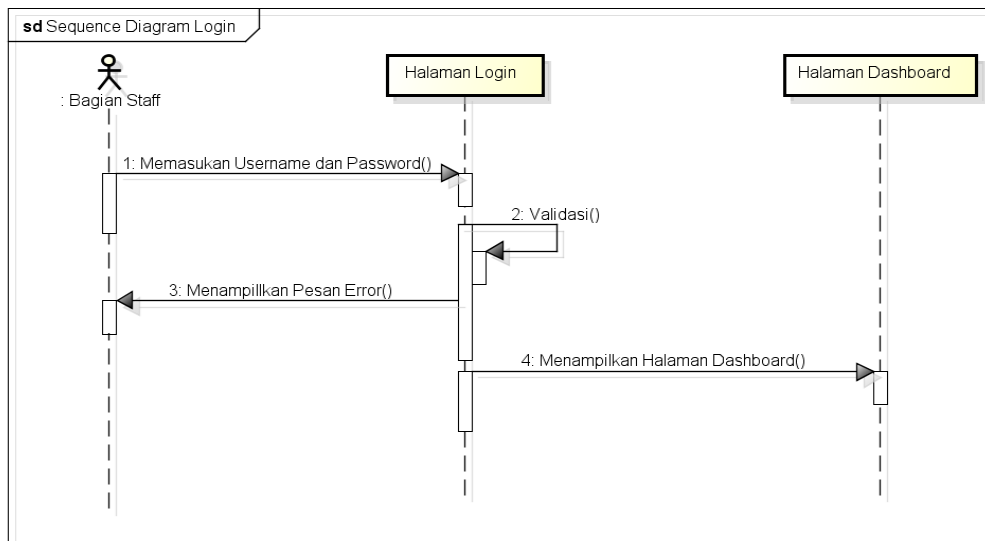 sd Sequence Diagram Login
: Bagian Staff
Halaman Login
Halaman Dashboard
1: Memasukan Username dan Password()
2: Validasi()
3: Menampillkan Pesan Error()
4: Menampilkan Halaman Dashboard()